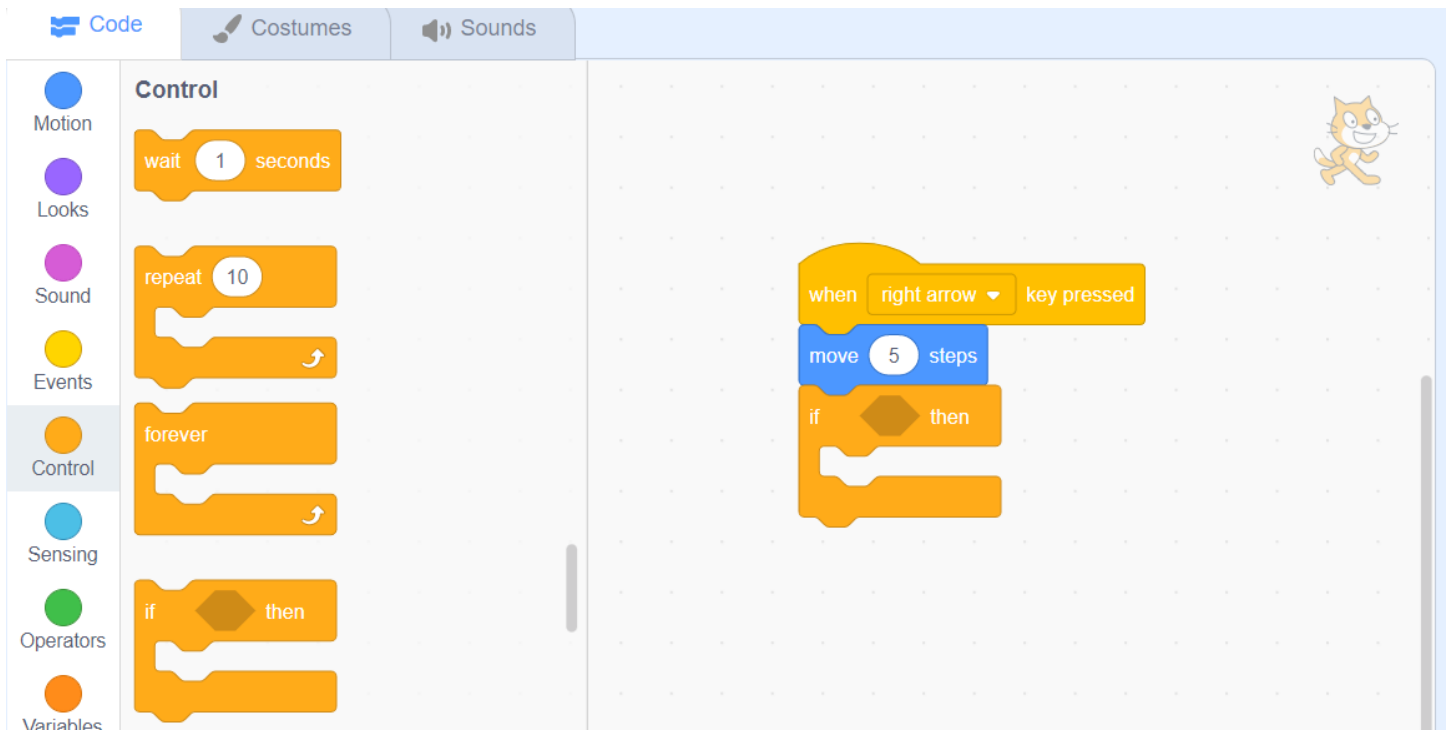 Code
Costumes
Sounds
Motion
Looks
Sound
Events
Control
Sensing
Operators
Variables
Control
wait 1 seconds
repeat 10
forever
if then
when right arrow key pressed
move 5 steps
if then